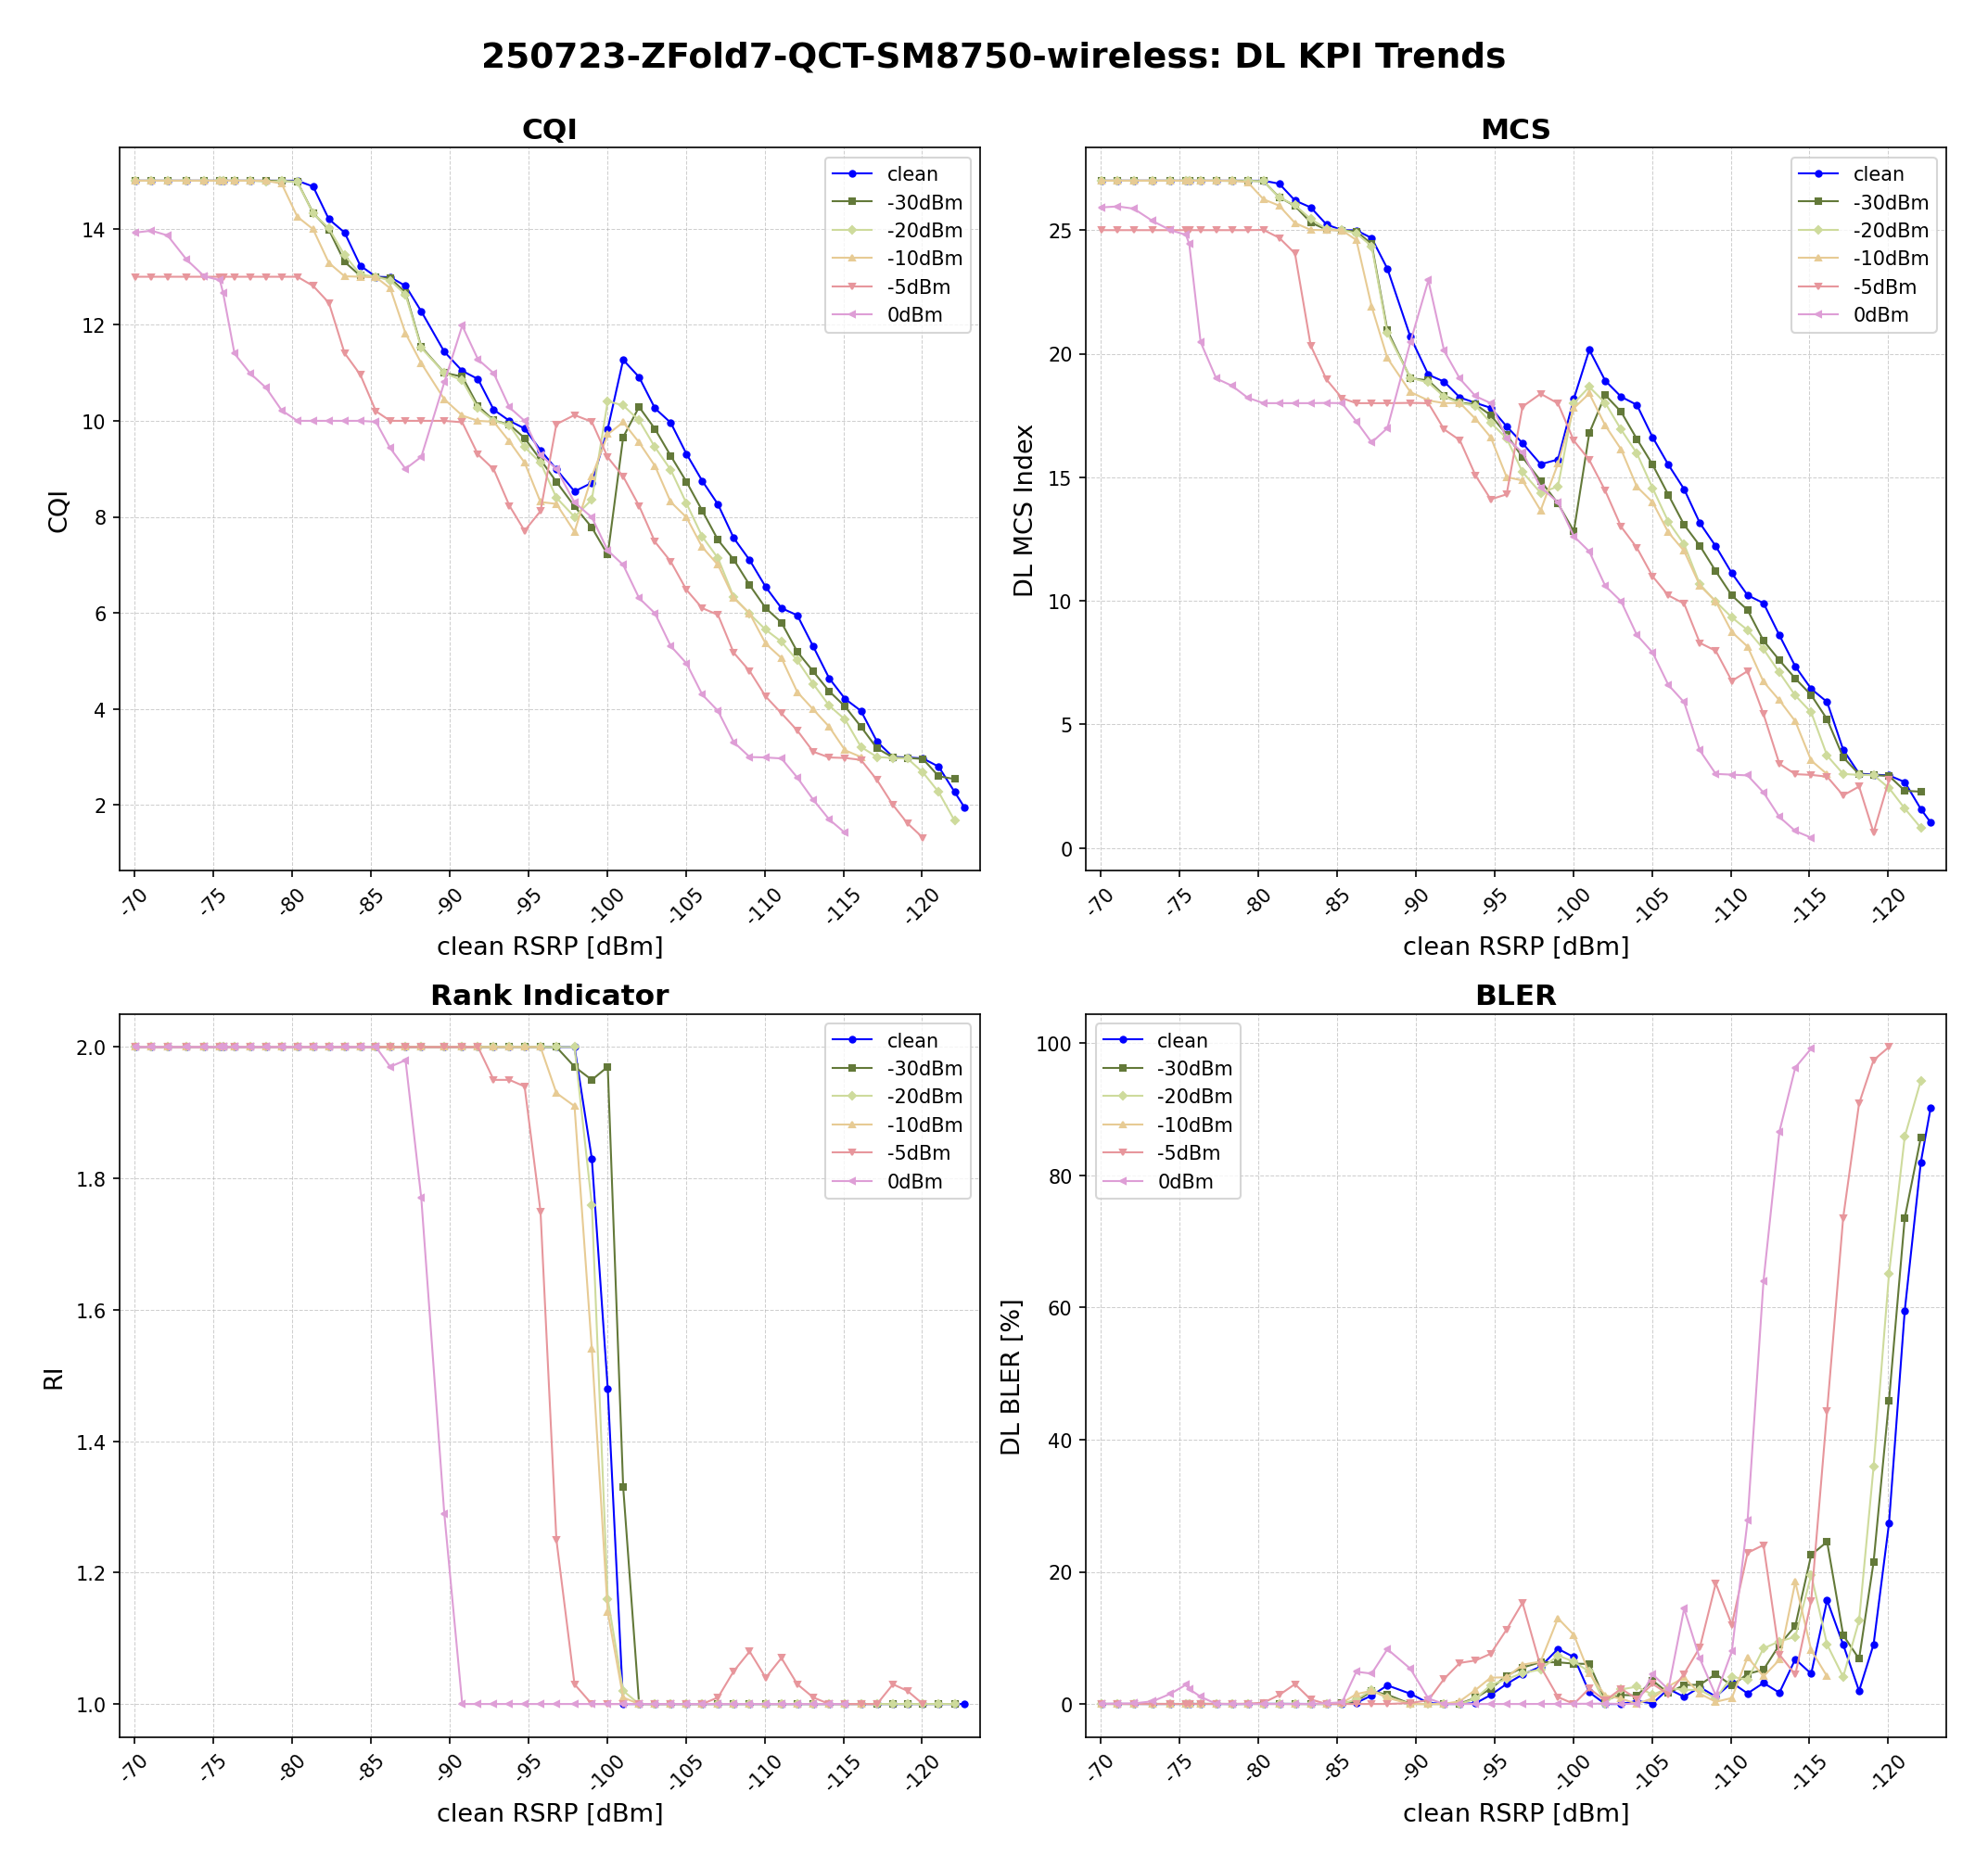 250723-ZFold7-QCT-SM8750-wireless: DL KPI Trends
CQI
CQI
14
12
10
8
6
4
2
-70
-75
-80
-85
-90
-95
-100
-105
-110
-115
-120
clean RSRP [dBm]
clean
-30dBm
-20dBm
-10dBm
-5dBm
0dBm
MCS
DL MCS Index
25
20
15
10
5
0
-70
-75
-80
-85
-90
-95
-100
-105
-110
-115
-120
clean RSRP [dBm]
clean
-30dBm
-20dBm
-10dBm
-5dBm
0dBm
Rank Indicator
RI
2.0
1.8
1.6
1.4
1.2
1.0
-70
-75
-80
-85
-90
-95
-100
-105
-110
-115
-120
clean RSRP [dBm]
clean
-30dBm
-20dBm
-10dBm
-5dBm
0dBm
BLER
DL BLER [%]
100
80
60
40
20
0
-70
-75
-80
-85
-90
-95
-100
-105
-110
-115
-120
clean RSRP [dBm]
clean
-30dBm
-20dBm
-10dBm
-5dBm
0dBm